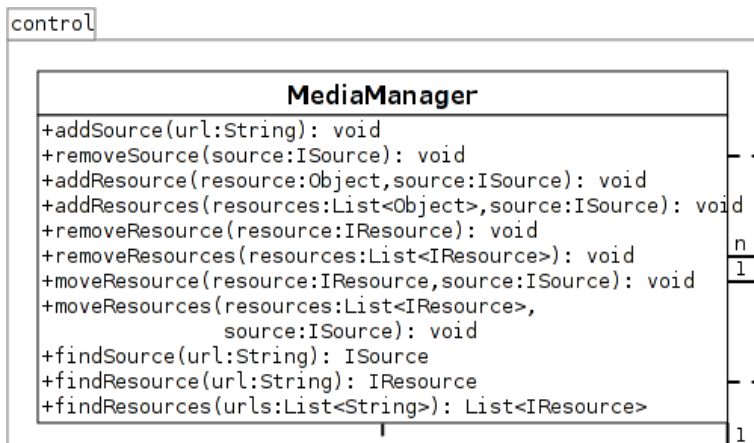 control
MediaManager
+addSource(url:String): void
+removeSource(source:ISource): void
+addResource(resource:Object,source:ISource): void
+addResources(resources:List<Object>,source:ISource): void
+removeResource(resource:IResource): void
+removeResources(resources:List<IResource>): void
n
1
+moveResource(resource:IResource,source:ISource): void
+moveResources(resources:List<IResource>,
source:ISource): void
+findSource(url:String): ISource
+findResource(url:String): IResource
+findResources(urls:List<String>): List<IResource>
1